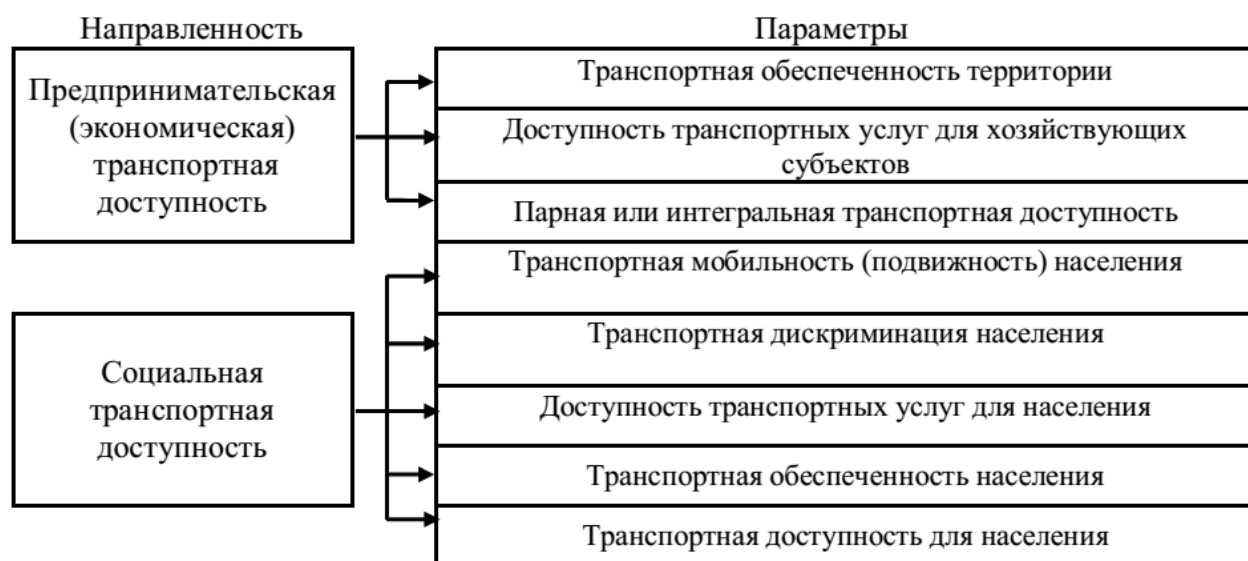 Направленность
Параметры
Предпринимательская
(экономическая)
транспортная
доступность
Транспортная обеспеченность территории
Доступность транспортных услуг для хозяйствующих
субъектов
Парная или интегральная транспортная доступность
Социальная
транспортная
доступность
Транспортная мобильность (подвижность) населения
Транспортная дискриминация населения
Доступность транспортных услуг для населения
Транспортная обеспеченность населения
Транспортная доступность для населения